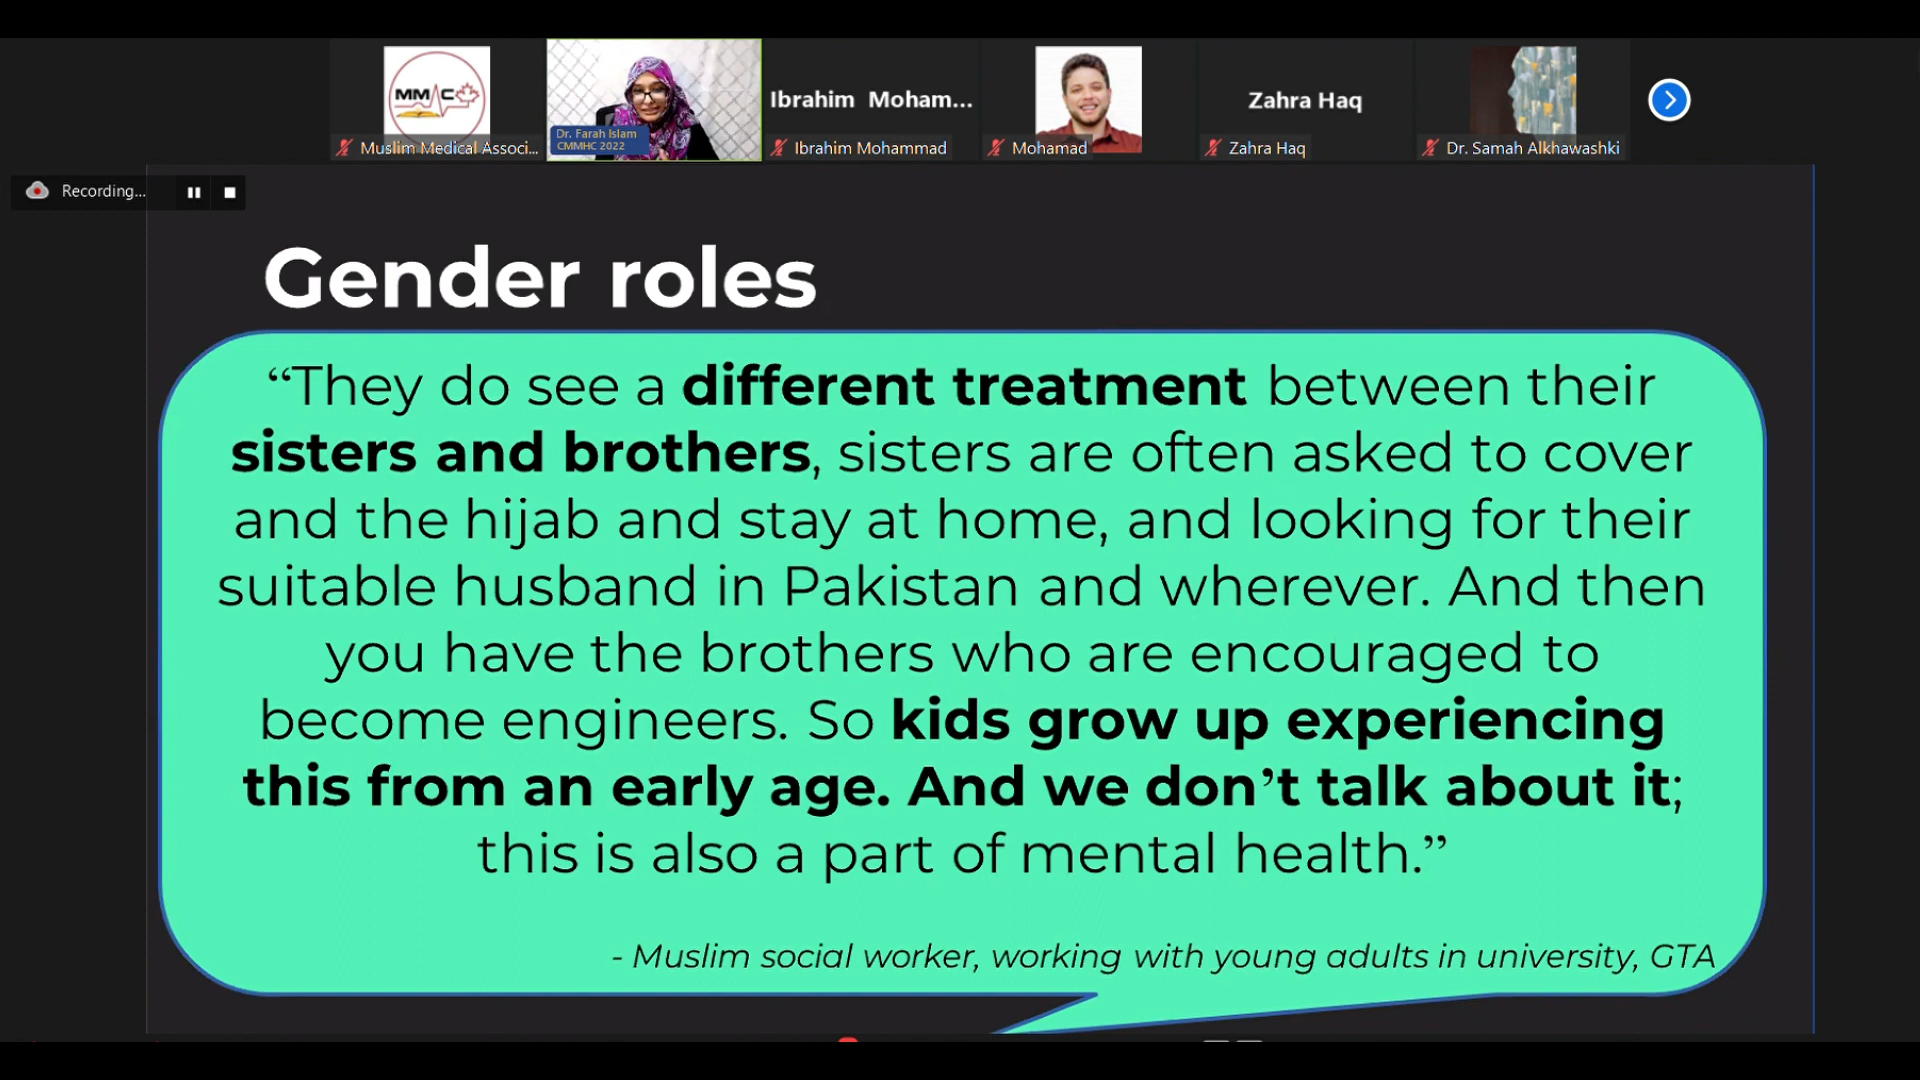 MMAC
Muslim Medical Associ...
Dr. Farah Islam
CMMHC 2022
Ibrahim Moham...
Ibrahim Mohammad
Mohamad
Zahra Haq
Zahra Haq
Dr. Samah Alkhawashki
Recording...
Gender roles
“They do see a different treatment between their
sisters and brothers, sisters are often asked to cover
and the hijab and stay at home, and looking for their
suitable husband in Pakistan and wherever. And then
you have the brothers who are encouraged to
become engineers. So kids grow up experiencing
this from an early age. And we don’t talk about it;
this is also a part of mental health.”
- Muslim social worker, working with young adults in university, GTA